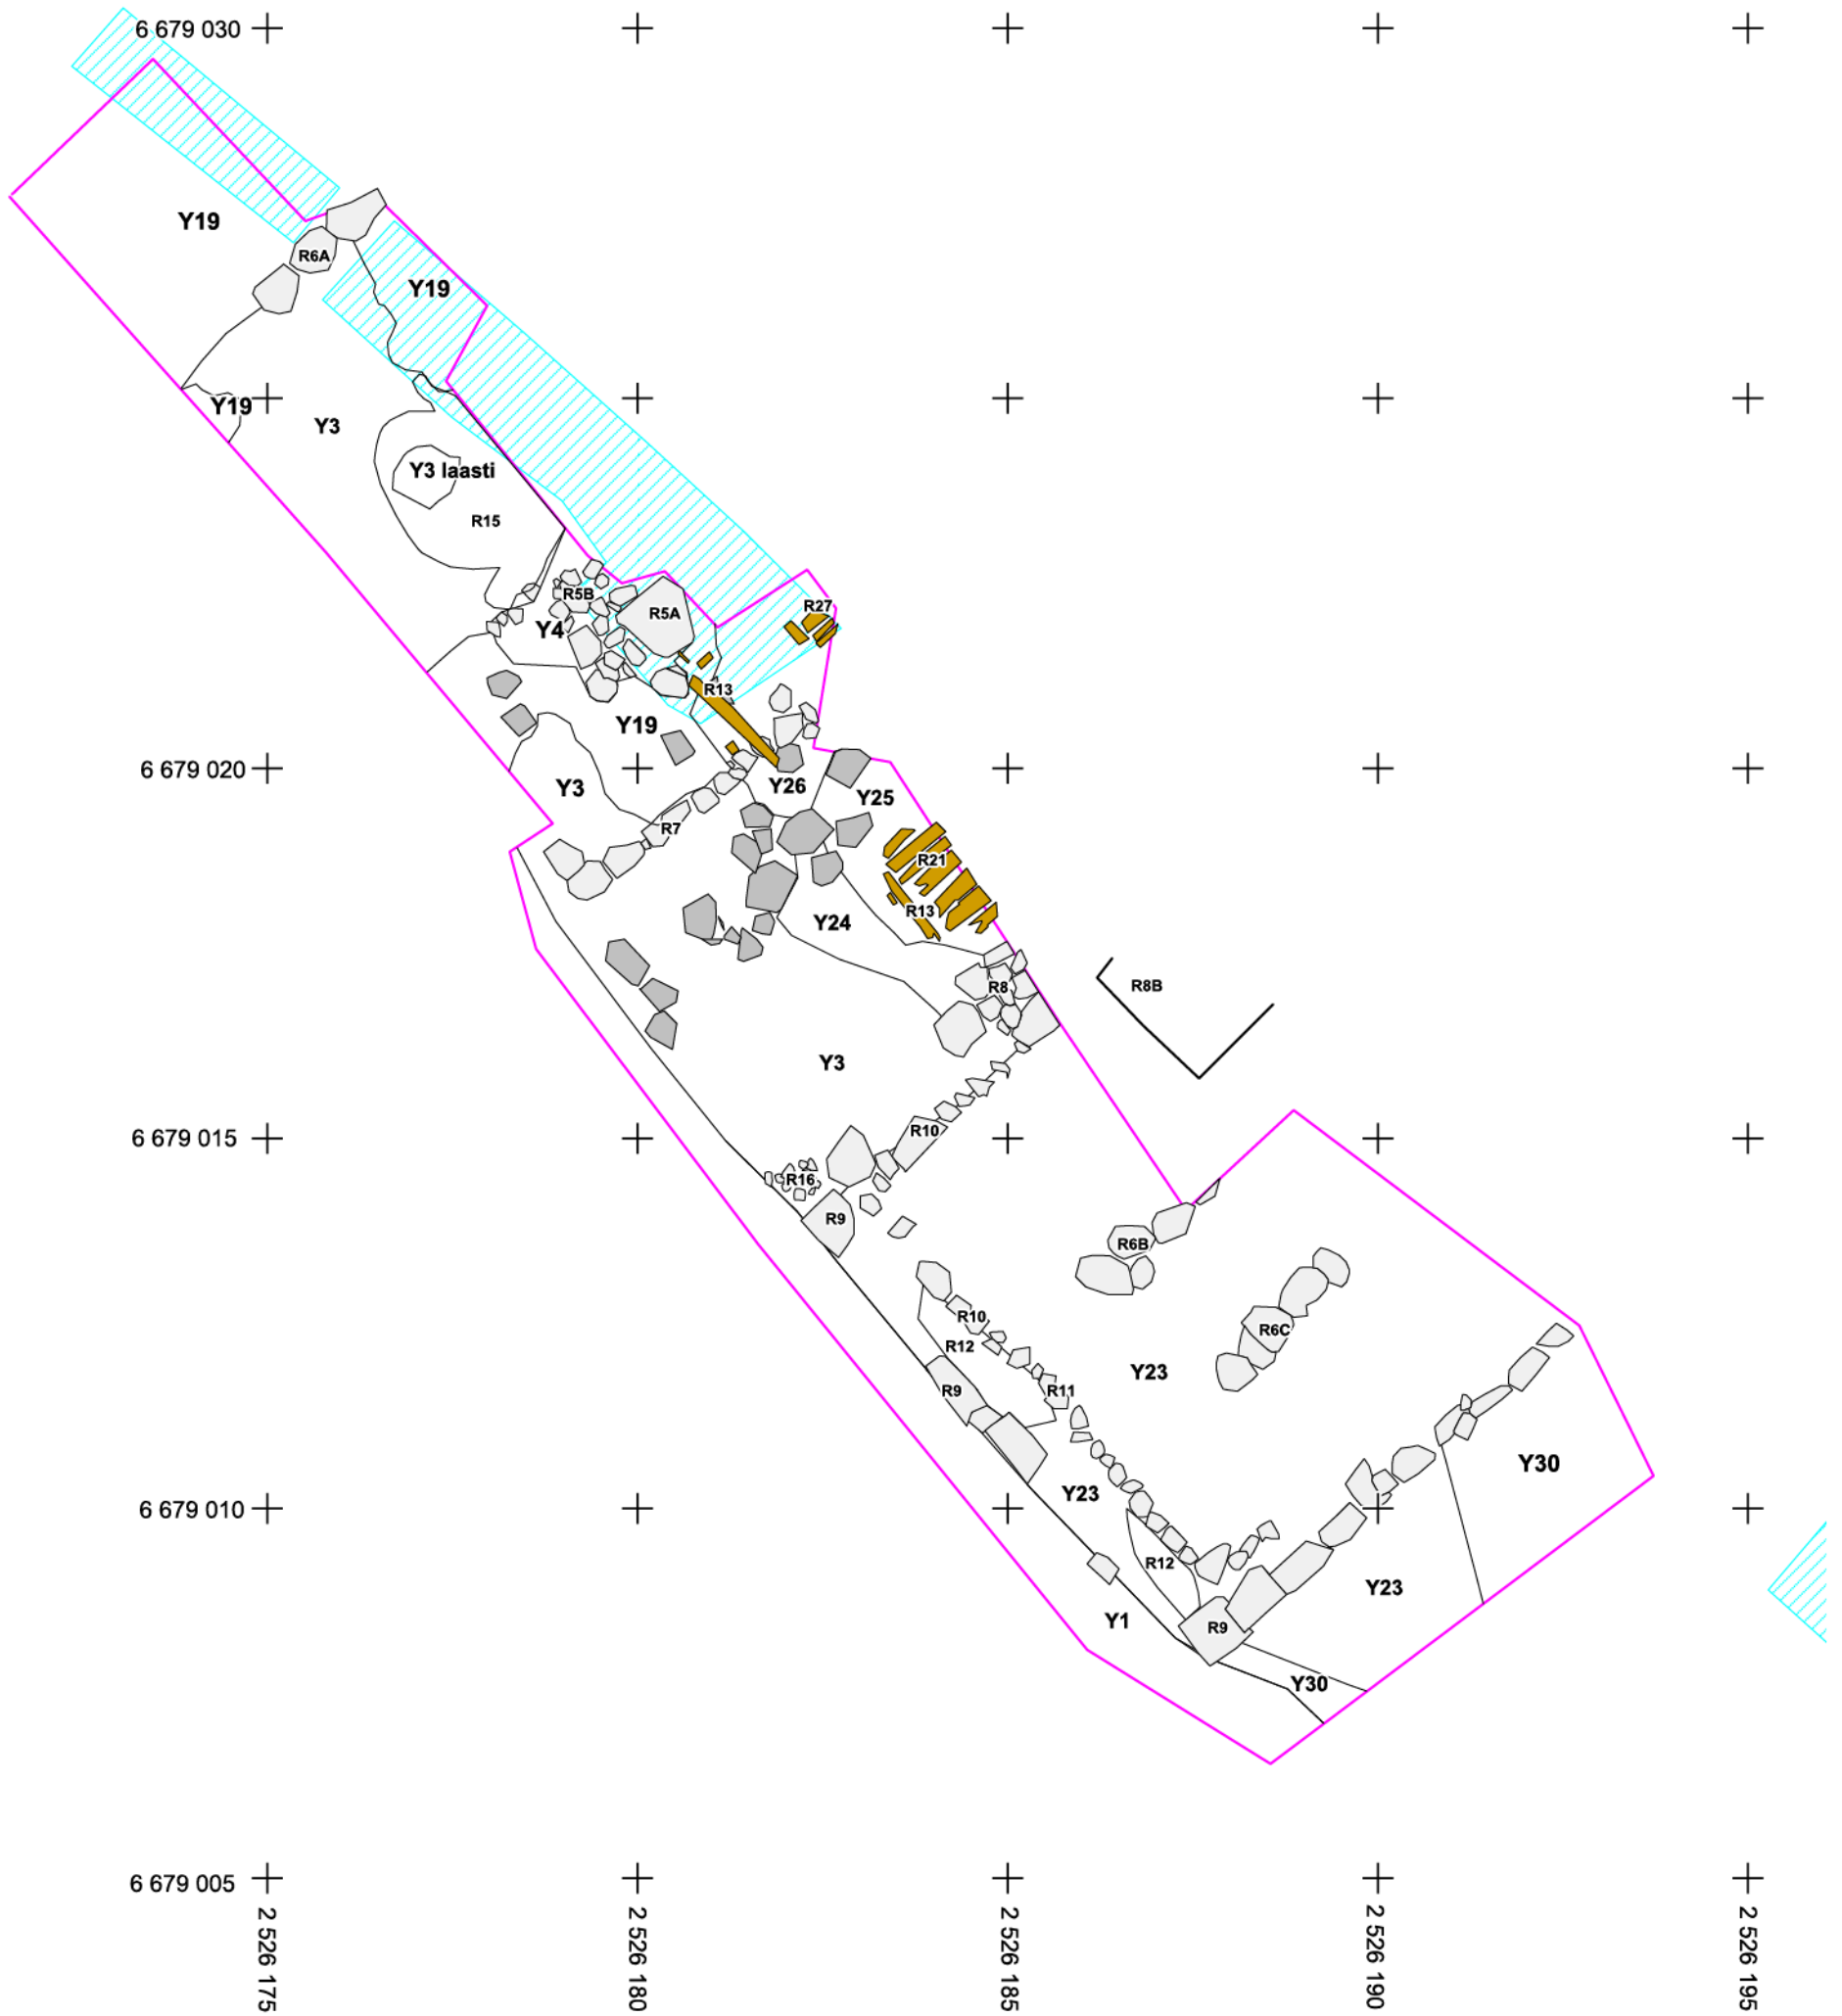 6 679 030
Y19
R6A
Y19
Y19
Y3
Y3 laasti
R15
R5B
R5A
R27
Y4
R13
Y19
6 679 020
Y3
Y26
Y25
R7
R21
R13
Y24
R8
R8B
Y3
6 679 015
R10
R16
R9
R6B
R10
R6C
R12
Y23
R9
R11
Y30
Y23
6 679 010
R12
Y23
Y1
R9
Y30
6 679 005
2 526 175
2 526 180
2 526 185
2 526 190
2 526 195